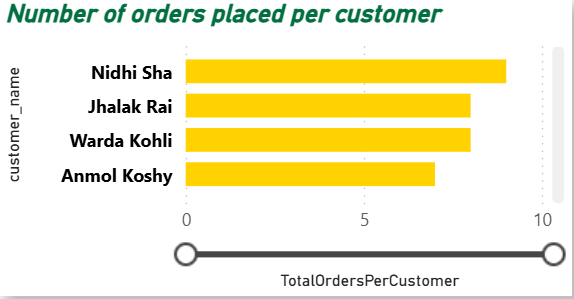 Number of orders placed per customer
customer_name
Nidhi Sha
Jhalak Rai
Warda Kohli
Anmol Koshy
0 5 10
TotalOrdersPerCustomer